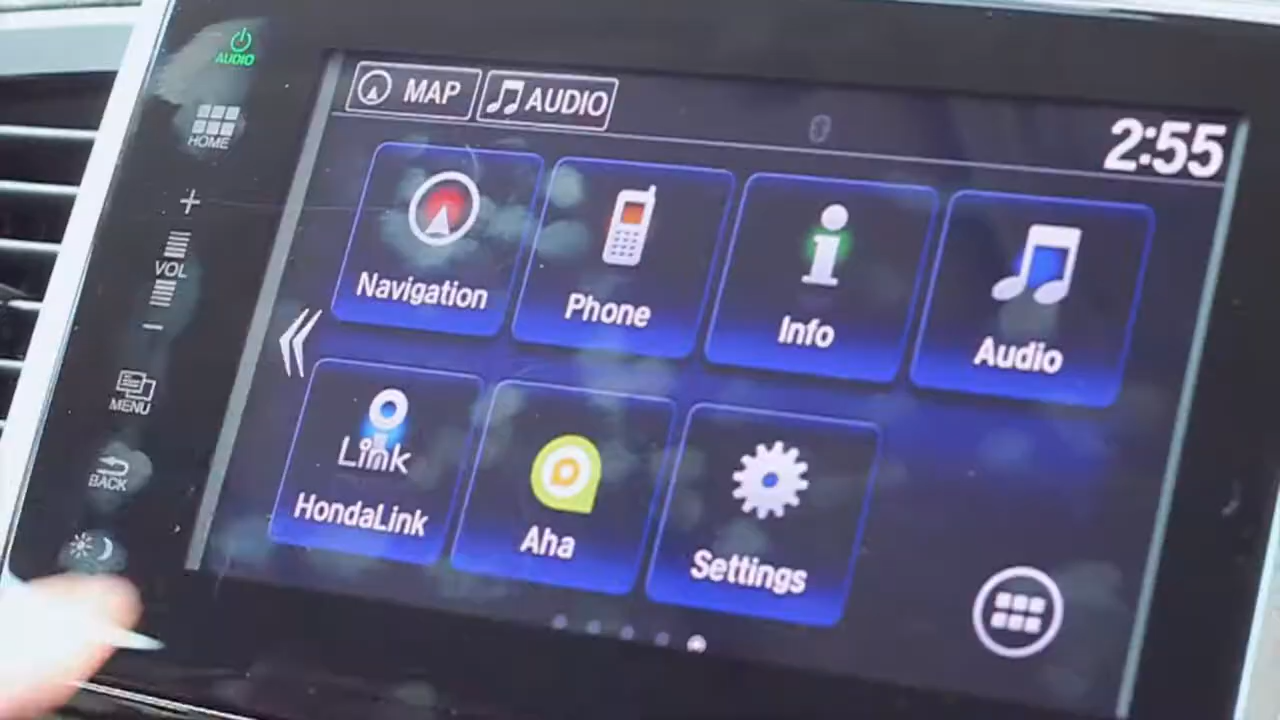 AUDIO
HOME
+
VOL
−
MENU
BACK
MAP
AUDIO
2:55
Navigation
Phone
Info
Audio
Link
HondaLink
Aha
Settings